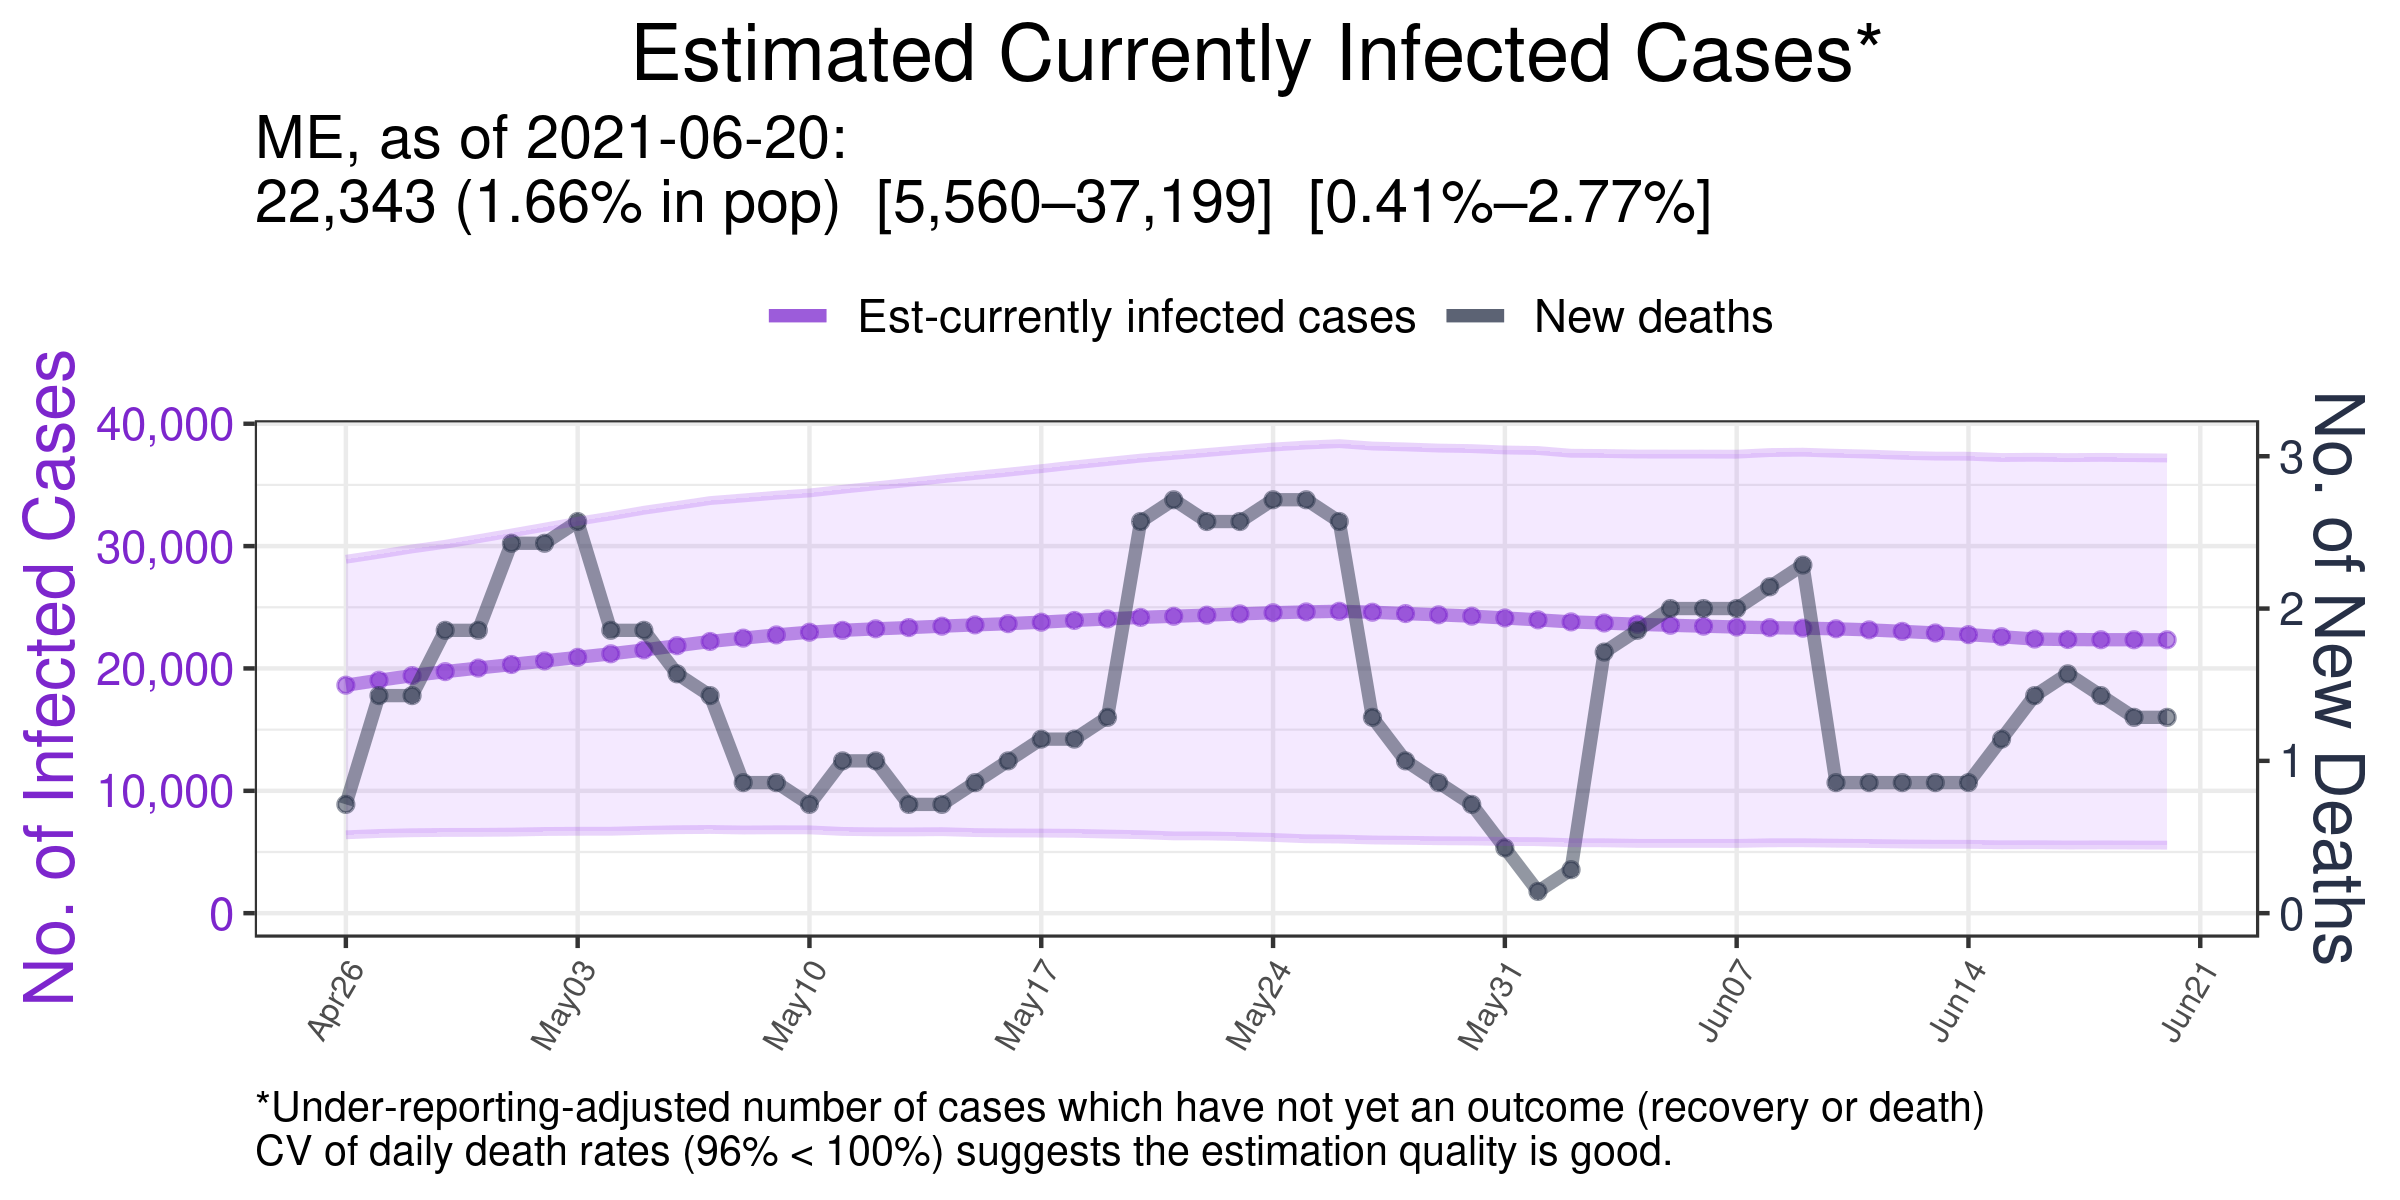 Estimated Currently Infected Cases*
ME, as of 2021-06-20:
22,343 (1.66% in pop)  [5,560–37,199]  [0.41%–2.77%]
Est-currently infected cases
New deaths
No. of Infected Cases
40,000
30,000
20,000
10,000
0
3
2
1
0
No. of New Deaths
Apr26
May03
May10
May17
May24
May31
Jun07
Jun14
Jun21
*Under-reporting-adjusted number of cases which have not yet an outcome (recovery or death)
CV of daily death rates (96% < 100%) suggests the estimation quality is good.